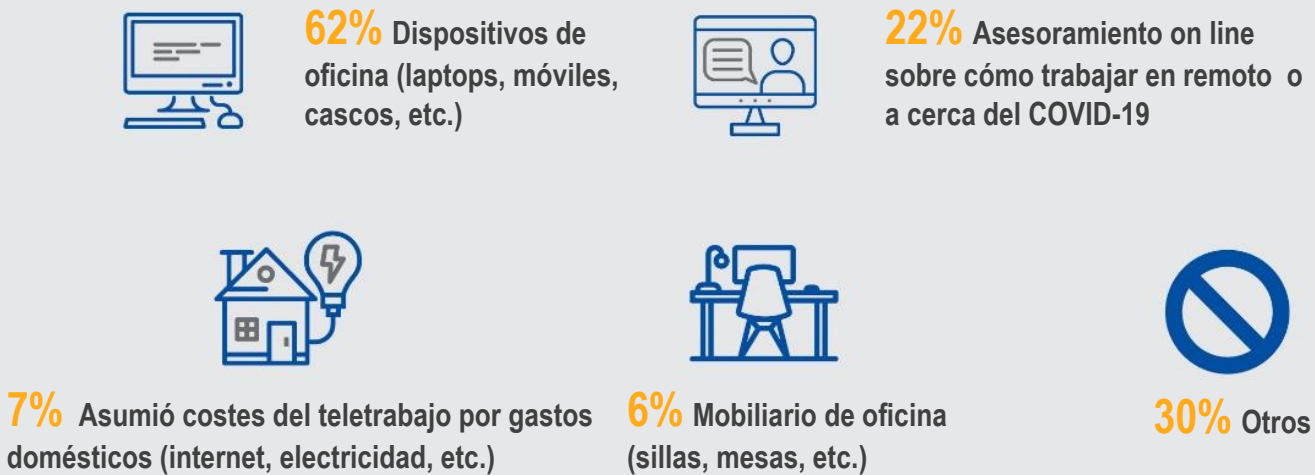 62% Dispositivos de
oficina (laptops, móviles,
cascos, etc.)
22% Asesoramiento on line
sobre cómo trabajar en remoto o
a cerca del COVID-19
7% Asumió costes del teletrabajo por gastos
domésticos (internet, electricidad, etc.)
6% Mobiliario de oficina
(sillas, mesas, etc.)
30% Otros